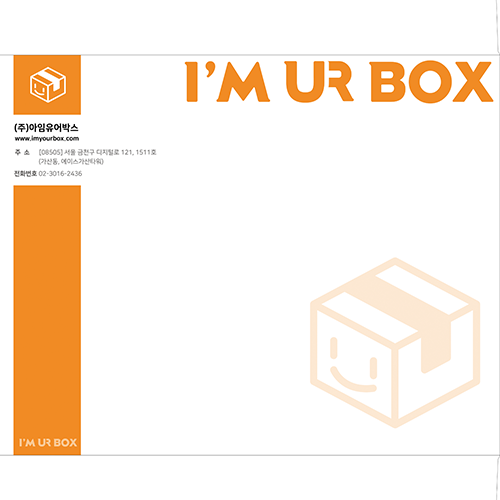 I'M UR BOX
(주)아임유어박스
www.imyourbox.com
주 소 [08505] 서울 금천구 디지털로 121, 1511호
(가산동, 에이스가산타워)
전화번호 02-3016-2436
I'M UR BOX